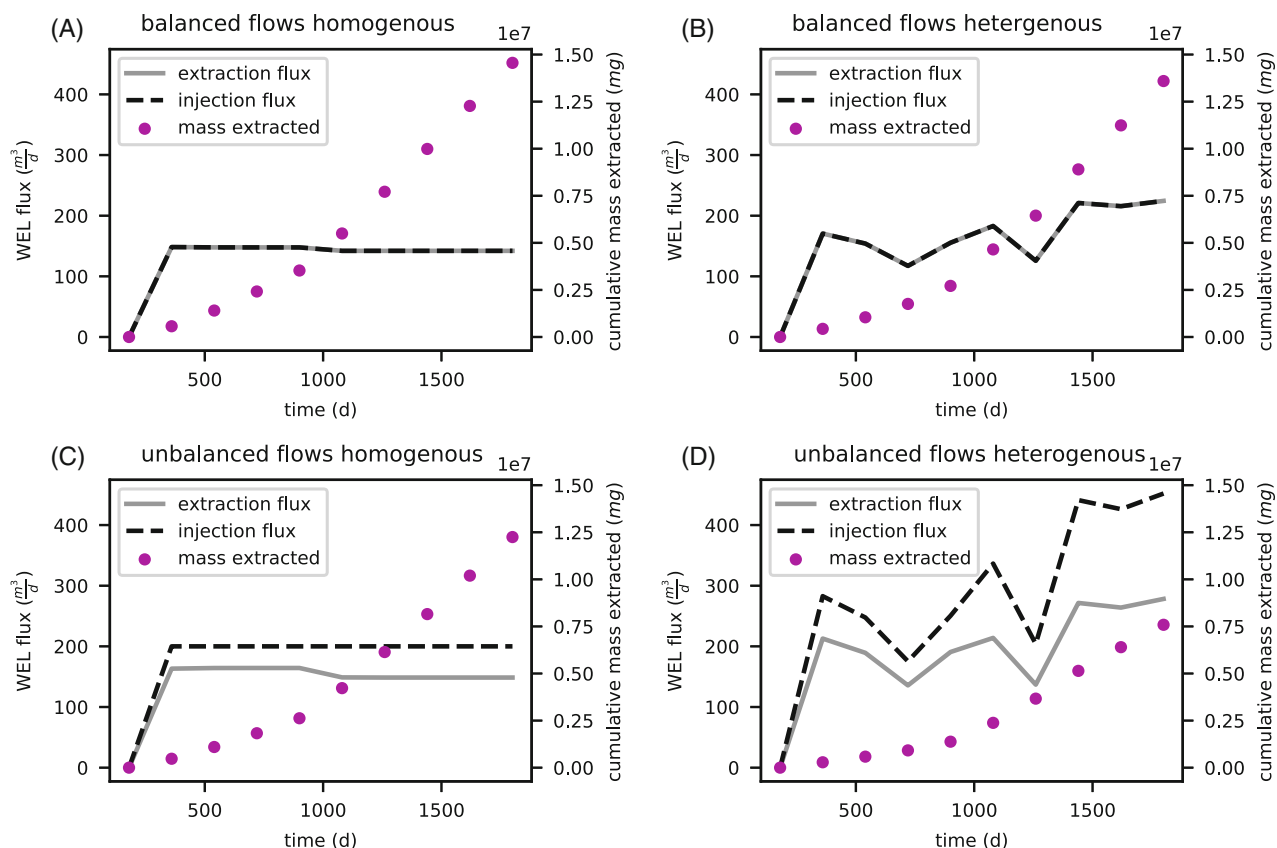 (A) balanced flows homogenous 1e7
extraction flux
injection flux
mass extracted
400
300
200
100
0
WEL flux (m³/d)
1.50
1.25
1.00
0.75
0.50
0.25
0.00
cumulative mass extracted (mg)
500 1000 1500
time (d)
(B) balanced flows hetergenous 1e7
extraction flux
injection flux
mass extracted
400
300
200
100
0
WEL flux (m³/d)
1.50
1.25
1.00
0.75
0.50
0.25
0.00
cumulative mass extracted (mg)
500 1000 1500
time (d)
(C) unbalanced flows homogenous 1e7
extraction flux
injection flux
mass extracted
400
300
200
100
0
WEL flux (m³/d)
1.50
1.25
1.00
0.75
0.50
0.25
0.00
cumulative mass extracted (mg)
500 1000 1500
time (d)
(D) unbalanced flows heterogenous 1e7
extraction flux
injection flux
mass extracted
400
300
200
100
0
WEL flux (m³/d)
1.50
1.25
1.00
0.75
0.50
0.25
0.00
cumulative mass extracted (mg)
500 1000 1500
time (d)